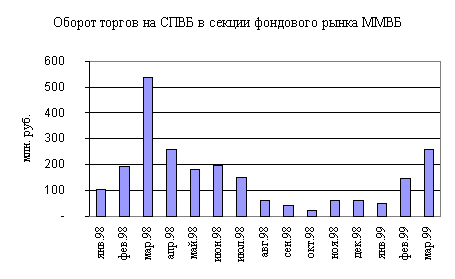 Оборот торгов на СПВБ в секции фондового рынка ММВБ
млн. руб.
600
500
400
300
200
100
-
янв.98
фев.98
мар.98
апр.98
май.98
июн.98
июл.98
авг.98
сен.98
окт.98
ноя.98
дек.98
янв.99
фев.99
мар.99